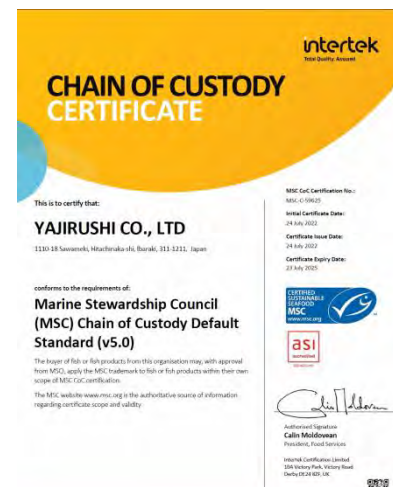 intertek
Total Quality. Assured.
CHAIN OF CUSTODY
CERTIFICATE
This is to certify that:
YAJIRUSHI CO., LTD
1110-18 Sawameki, Hitachinaka-shi, Ibaraki, 311-1211, Japan
conforms to the requirements of:
Marine Stewardship Council
(MSC) Chain of Custody Default
Standard (v5.0)
The buyer of fish or fish products from this organisation may, with approval
from MSCI, apply the MSC trademark to fish or fish products within their own
scope of MSC CoC certification.
The MSC website www.msc.org is the authoritative source of information
regarding certificate scope and validity.
MSC CoC Certification No.:
MSC-C-59625
Initial Certificate Date:
24 July 2022
Certificate Issue Date:
24 July 2022
Certificate Expiry Date:
23 July 2025
CERTIFIED
SUSTAINABLE
SEAFOOD
MSC
www.msc.org
asi
Authorised Signature
Calin Moldovean
President, Food Services
Intertek Certification Limited
10A Victory Park, Victory Road
Derby DE24 8ZF, UK